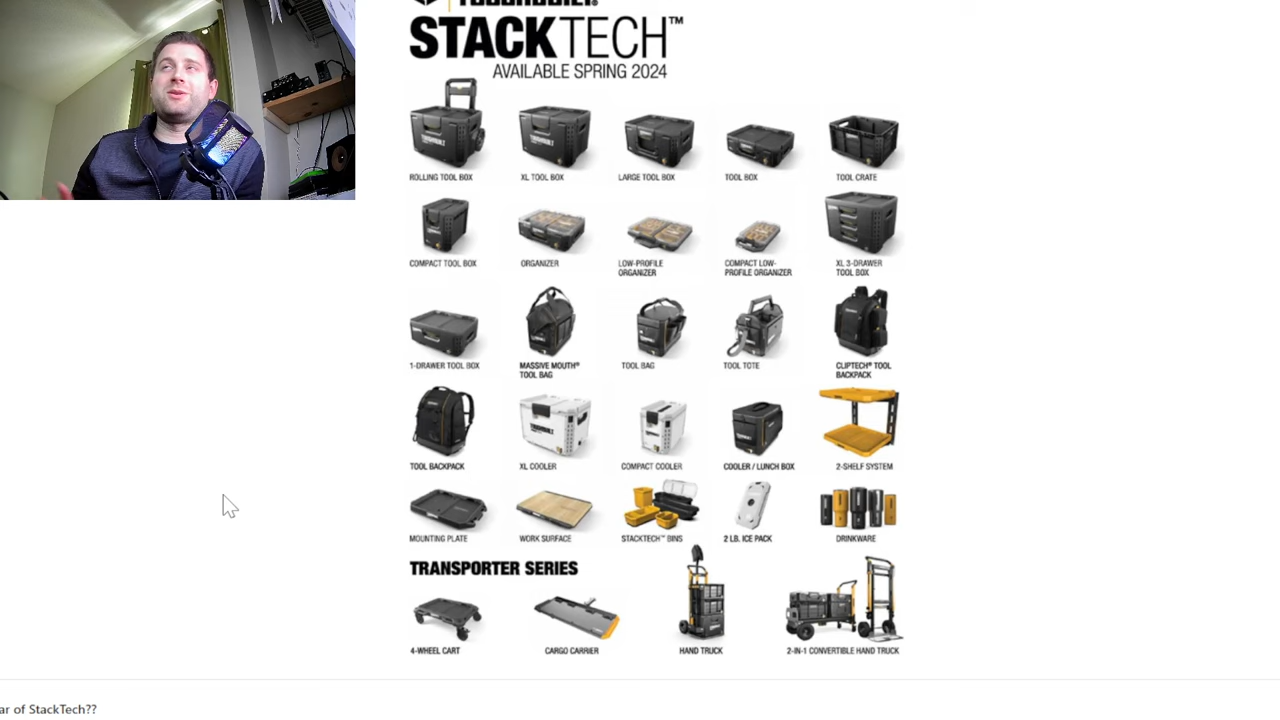 TOUGHBUILT®
STACKTECH™
AVAILABLE SPRING 2024
ROLLING TOOL BOX
XL TOOL BOX
LARGE TOOL BOX
TOOL BOX
TOOL CRATE
COMPACT TOOL BOX
ORGANIZER
LOW-PROFILE
ORGANIZER
COMPACT LOW-
PROFILE ORGANIZER
XL 3-DRAWER
TOOL BOX
1-DRAWER TOOL BOX
MASSIVE MOUTH®
TOOL BAG
TOOL BAG
TOOL TOTE
CLIPTECH® TOOL
BACKPACK
TOOL BACKPACK
XL COOLER
COMPACT COOLER
COOLER / LUNCH BOX
2-SHELF SYSTEM
MOUNTING PLATE
WORK SURFACE
STACKTECH™ BINS
2 LB. ICE PACK
DRINKWARE
TRANSPORTER SERIES
4-WHEEL CART
CARGO CARRIER
HAND TRUCK
2-IN-1 CONVERTIBLE HAND TRUCK
ar of StackTech??